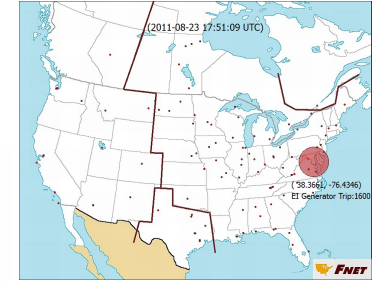 (2011-08-23 17:51:09 UTC)
(38.3661, -76.4346)
EI Generator Trip:1600
FNET